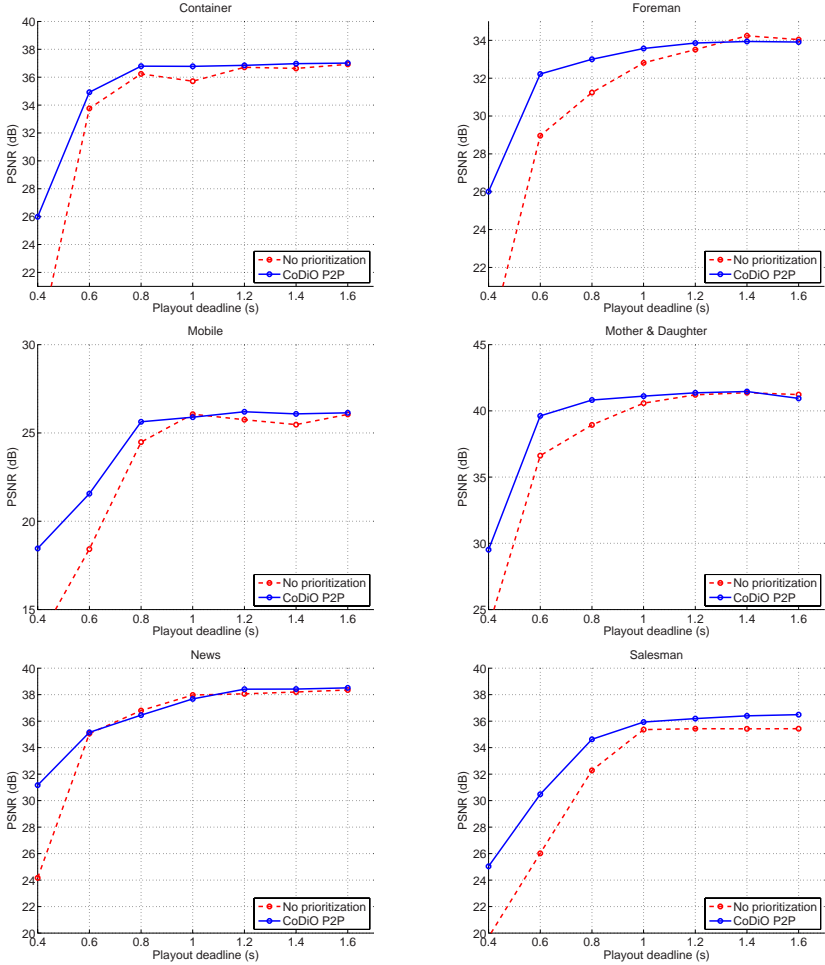 Container
40
38
36
34
32
30
28
26
24
22
PSNR (dB)
0.4 0.6 0.8 1 1.2 1.4 1.6
Playout deadline (s)
No prioritization
CoDiO P2P
Foreman
34
32
30
28
26
24
22
PSNR (dB)
0.4 0.6 0.8 1 1.2 1.4 1.6
Playout deadline (s)
No prioritization
CoDiO P2P
Mobile
30
25
20
15
PSNR (dB)
0.4 0.6 0.8 1 1.2 1.4 1.6
Playout deadline (s)
No prioritization
CoDiO P2P
Mother & Daughter
45
40
35
30
25
PSNR (dB)
0.4 0.6 0.8 1 1.2 1.4 1.6
Playout deadline (s)
No prioritization
CoDiO P2P
News
40
38
36
34
32
30
28
26
24
22
20
PSNR (dB)
0.4 0.6 0.8 1 1.2 1.4 1.6
Playout deadline (s)
No prioritization
CoDiO P2P
Salesman
40
38
36
34
32
30
28
26
24
22
20
PSNR (dB)
0.4 0.6 0.8 1 1.2 1.4 1.6
Playout deadline (s)
No prioritization
CoDiO P2P